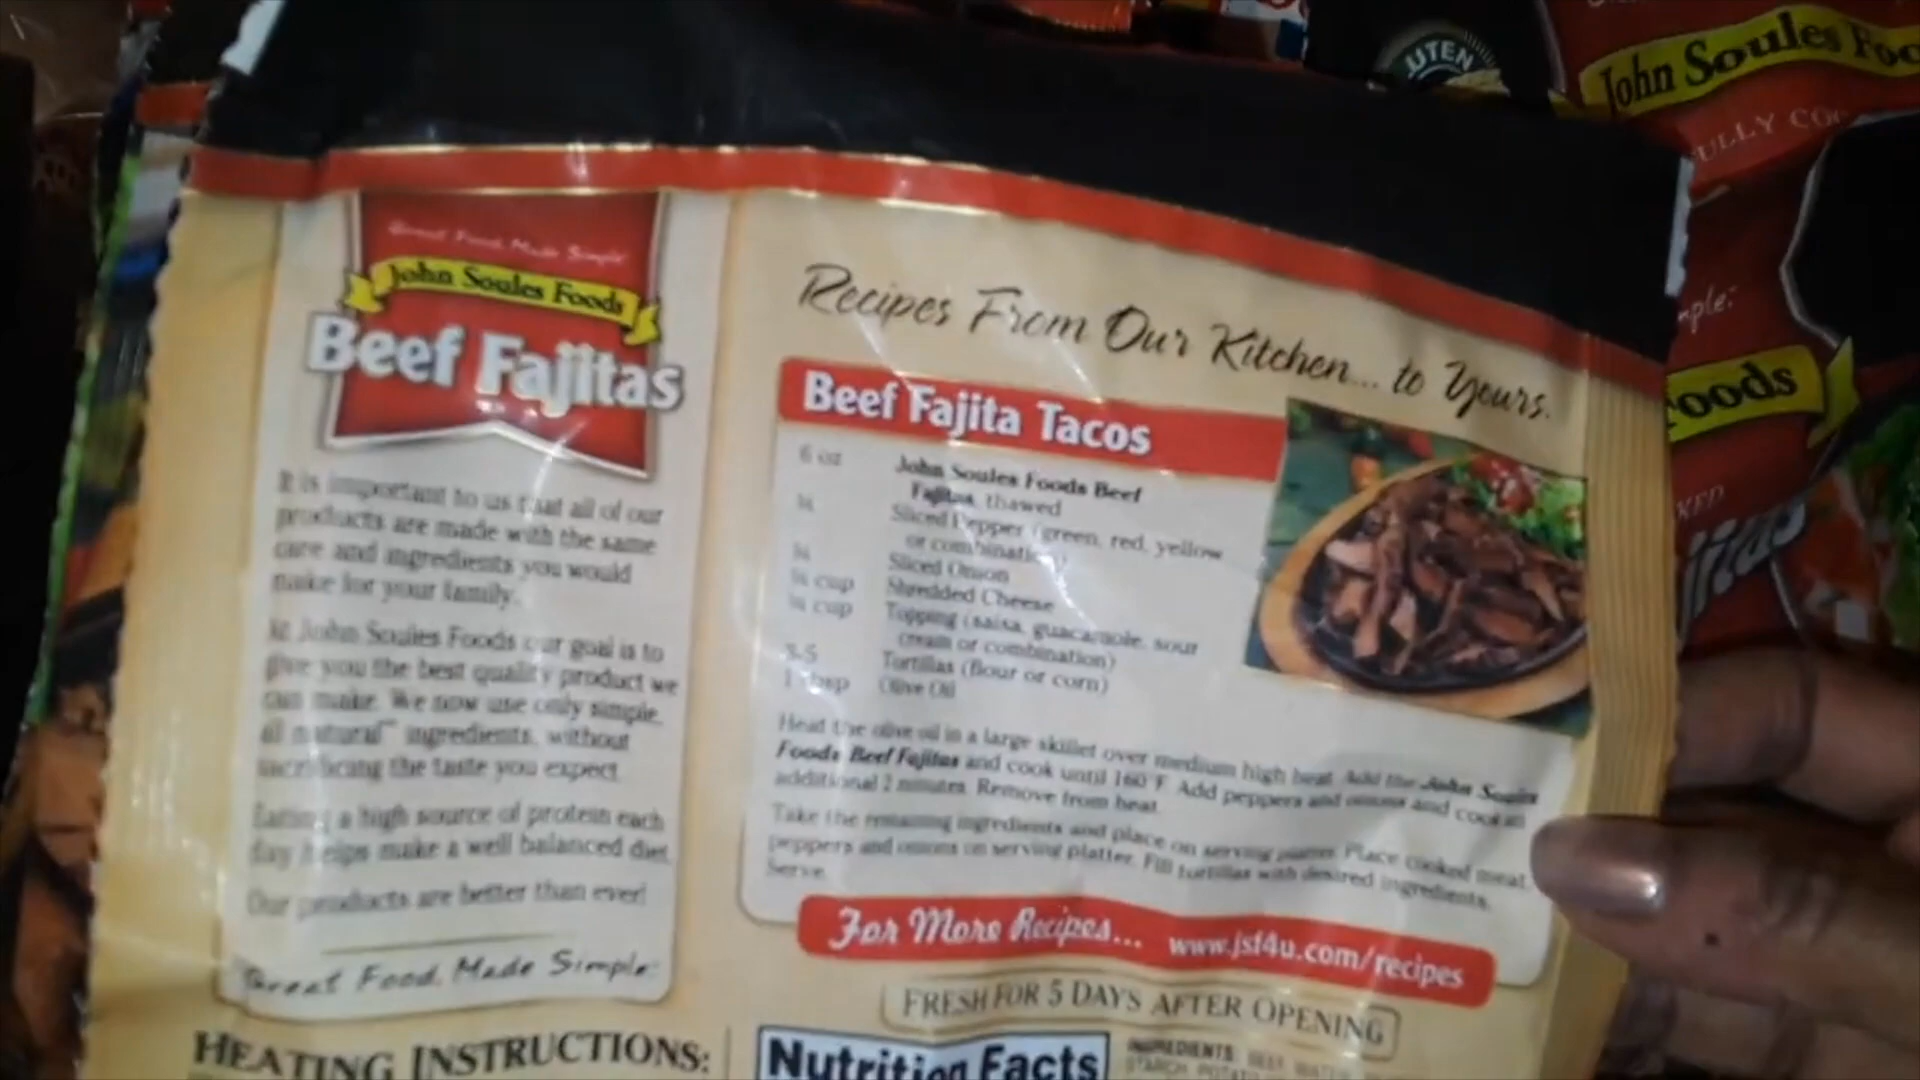 Great Food, Made Simple
John Soules Foods
Beef Fajitas
It is important to us that all of our
products are made with the same
care and ingredients you would
make for your family.
At John Soules Foods our goal is to
give you the best quality product we
can make. We now use only simple,
all natural™ ingredients, without
sacrificing the taste you expect.
Eating a high source of protein each
day helps make a well balanced diet.
Our products are better than ever!
Great Food, Made Simple.
HEATING INSTRUCTIONS:
Recipes From Our Kitchen... to Yours.
Beef Fajita Tacos
6 oz John Soules Foods Beef
Fajitas, thawed
Sliced Pepper (green, red, yellow
or combination)
Sliced Onion
cup Shredded Cheese
cup Topping (salsa, guacamole, sour
cream or combination)
3-5 Tortillas (flour or corn)
1 tbsp Olive Oil
Heat the olive oil in a large skillet over medium high heat. Add the John Soules
Foods Beef Fajitas and cook until 160°F. Add peppers and onions and cook an
additional 2 minutes. Remove from heat.
Take the remaining ingredients and place on serving platter. Place cooked meat,
peppers and onions on serving platter. Fill tortillas with desired ingredients.
Serve.
For More Recipes... www.jsf4u.com/recipes
FRESH FOR 5 DAYS AFTER OPENING
Nutrition Facts
INGREDIENTS: BEEF, WATER
STARCH, POTATO
UTEN
John Soules Foo
ULLY COO
mple.
oods
KED
jitas